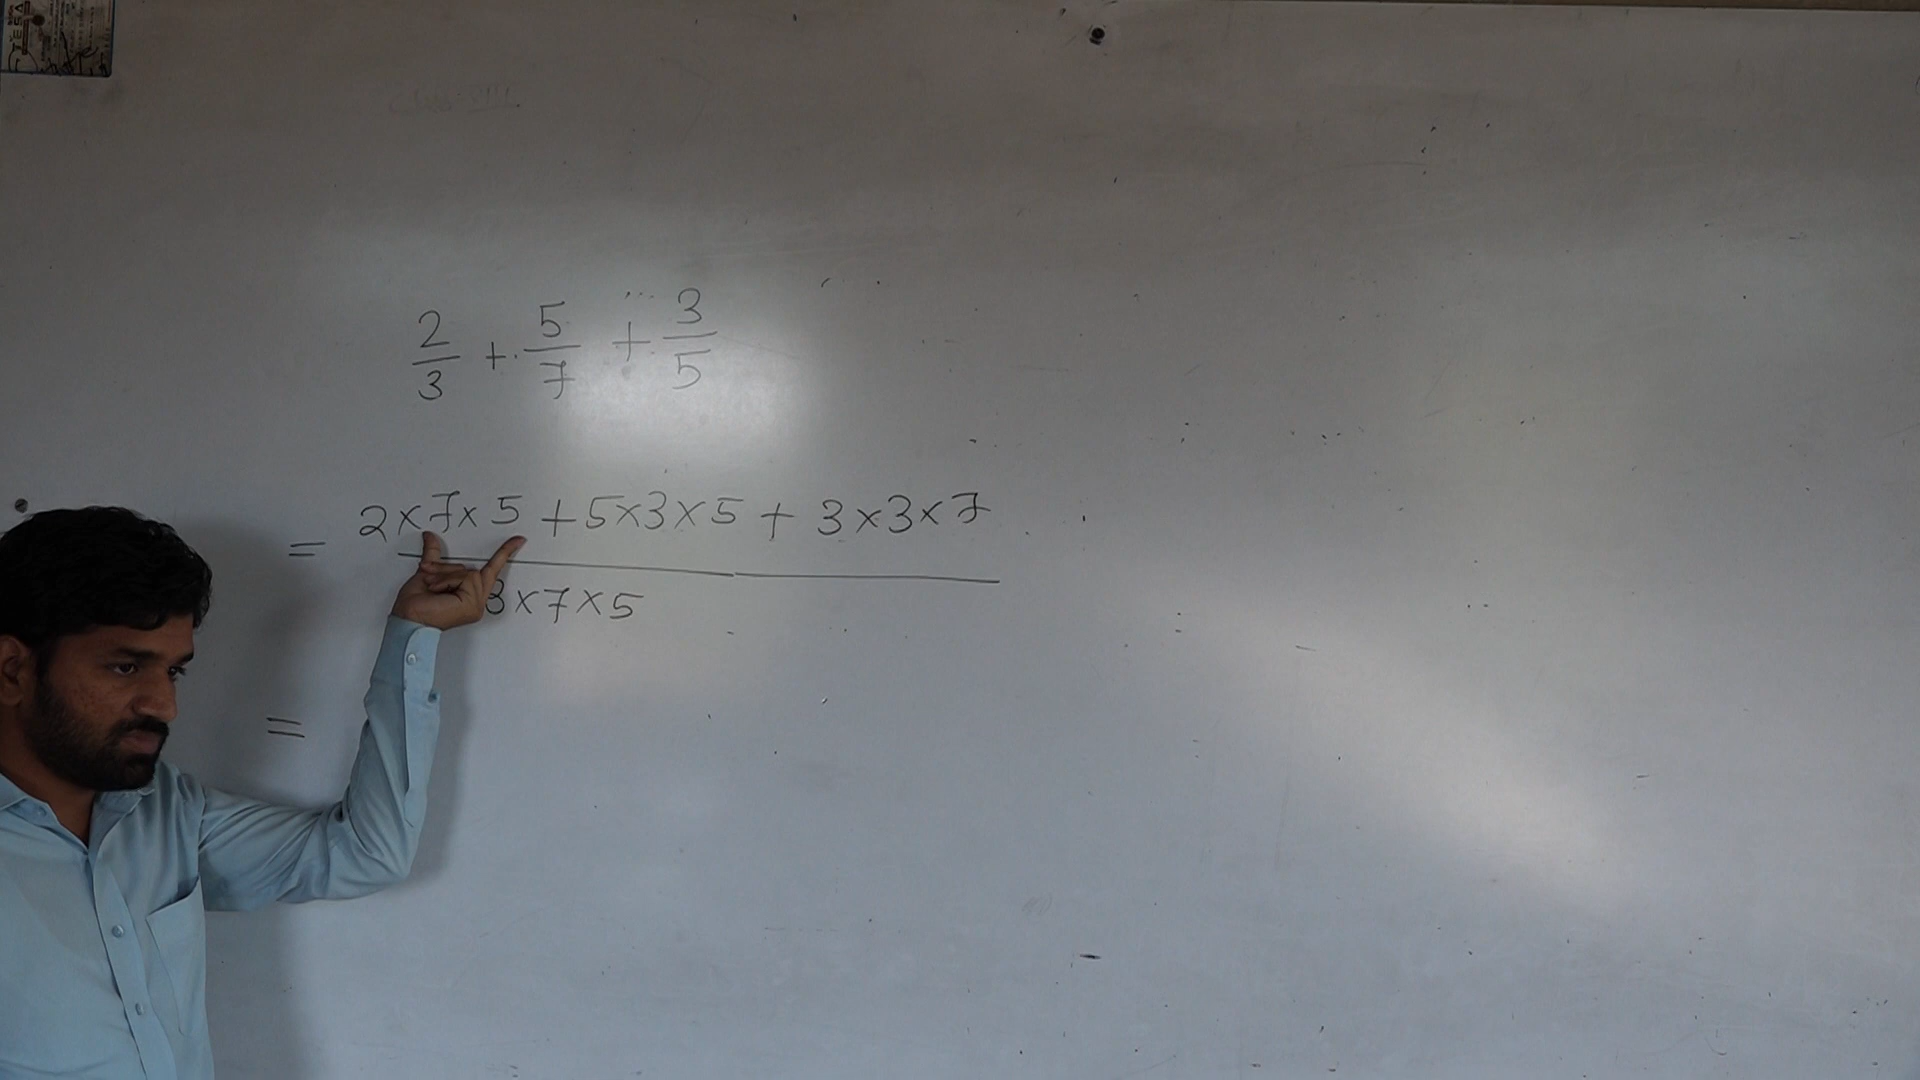 2/3 + 5/7 + 3/5
= 2×7×5 + 5×3×5 + 3×3×7
3×7×5
=